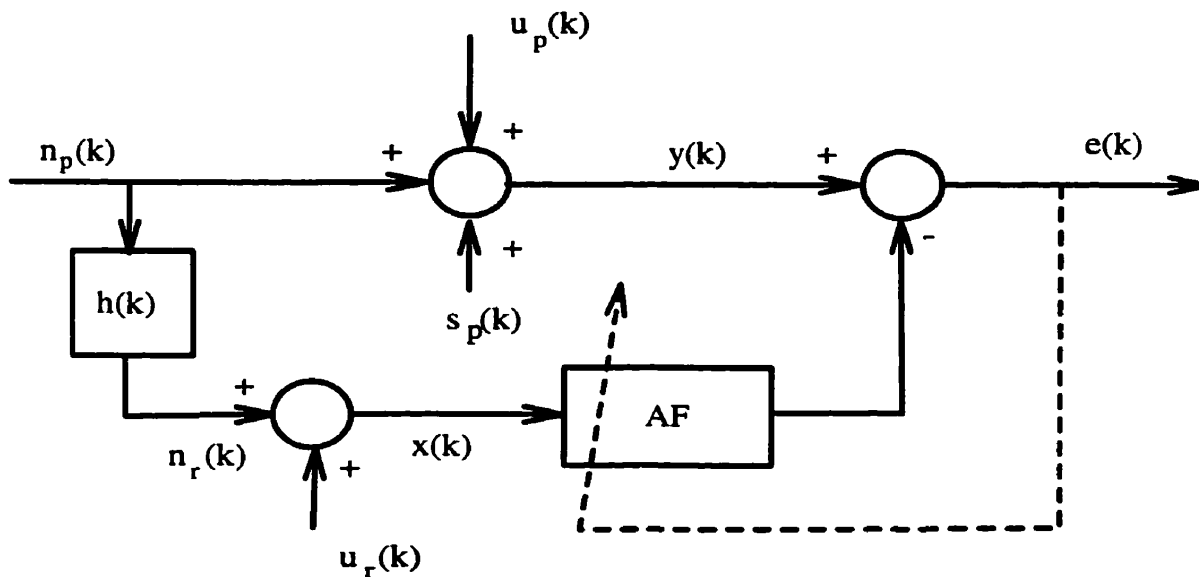 u_p(k)
+
n_p(k)
+
y(k)
+
e(k)
+
-
h(k)
s_p(k)
+
AF
n_r(k)
+
x(k)
u_r(k)